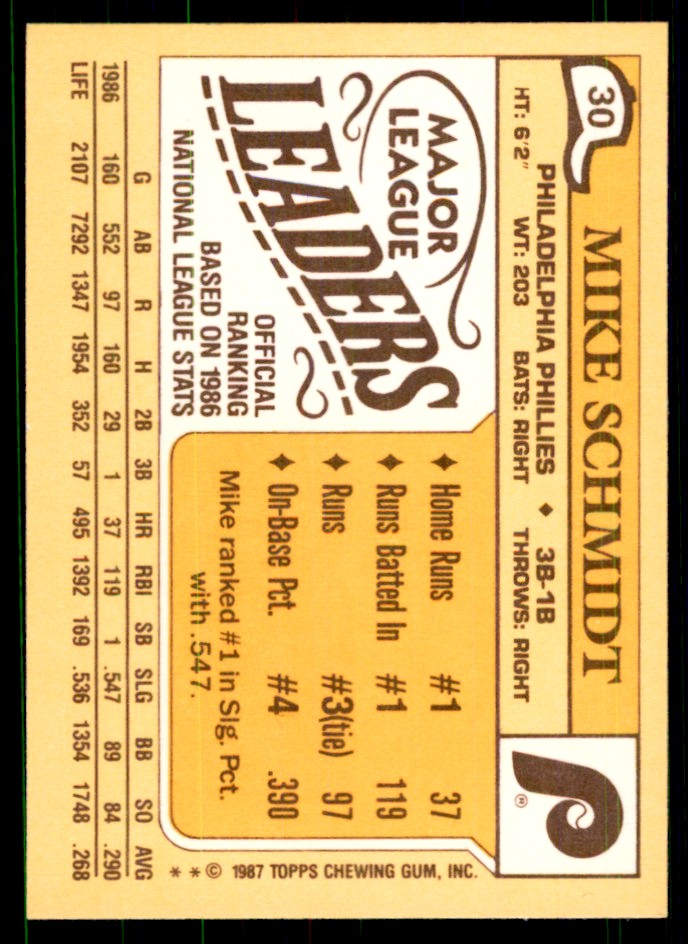 30
MIKE SCHMIDT
PHILADELPHIA PHILLIES ♦ 3B-1B
HT: 6'2" WT: 203 BATS: RIGHT THROWS: RIGHT
P
®
MAJOR
LEAGUE
LEADERS
OFFICIAL
RANKING
BASED ON 1986
NATIONAL LEAGUE STATS
♦ Home Runs #1 37
♦ Runs Batted In #1 119
♦ Runs #3(tie) 97
♦ On-Base Pct. #4 .390
Mike ranked #1 in Slg. Pct.
with .547.
* * © 1987 TOPPS CHEWING GUM, INC.
G AB R H 2B 3B HR RBI SB SLG BB SO AVG
1986 160 552 97 160 29 1 37 119 1 .547 89 84 .290
LIFE 2107 7292 1347 1954 352 57 495 1392 169 .536 1354 1748 .268